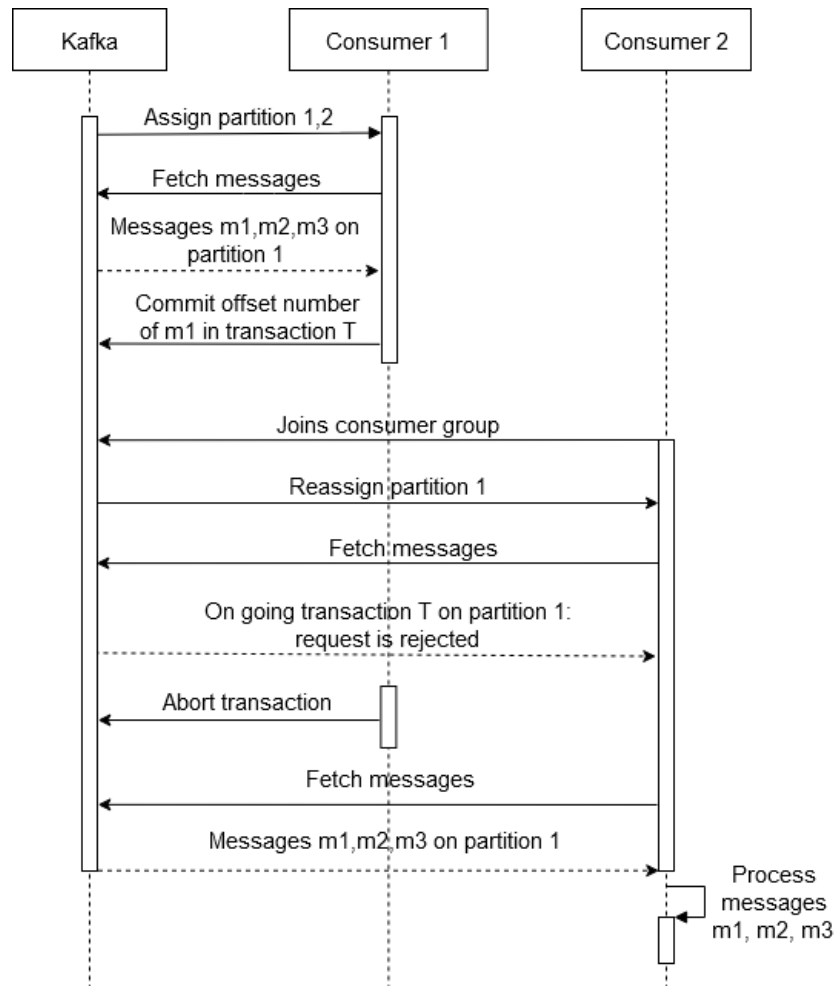 Kafka
Consumer 1
Consumer 2
Assign partition 1,2
Fetch messages
Messages m1,m2,m3 on
partition 1
Commit offset number
of m1 in transaction T
Joins consumer group
Reassign partition 1
Fetch messages
On going transaction T on partition 1:
request is rejected
Abort transaction
Fetch messages
Messages m1,m2,m3 on partition 1
Process
messages
m1, m2, m3